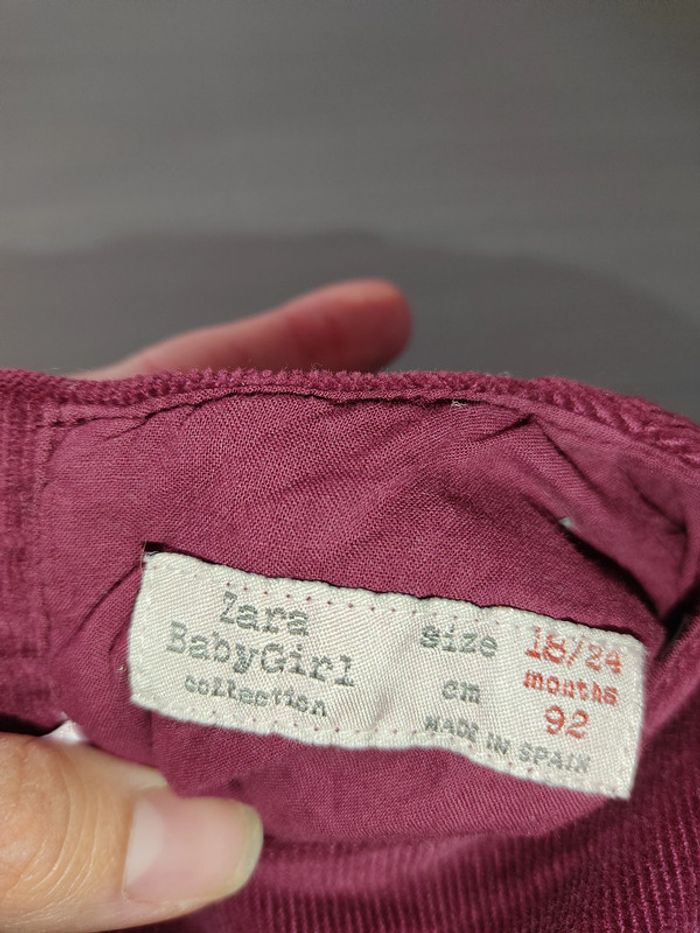 Zara
BabyGirl
collection
size 18/24
months
cm 92
MADE IN SPAIN